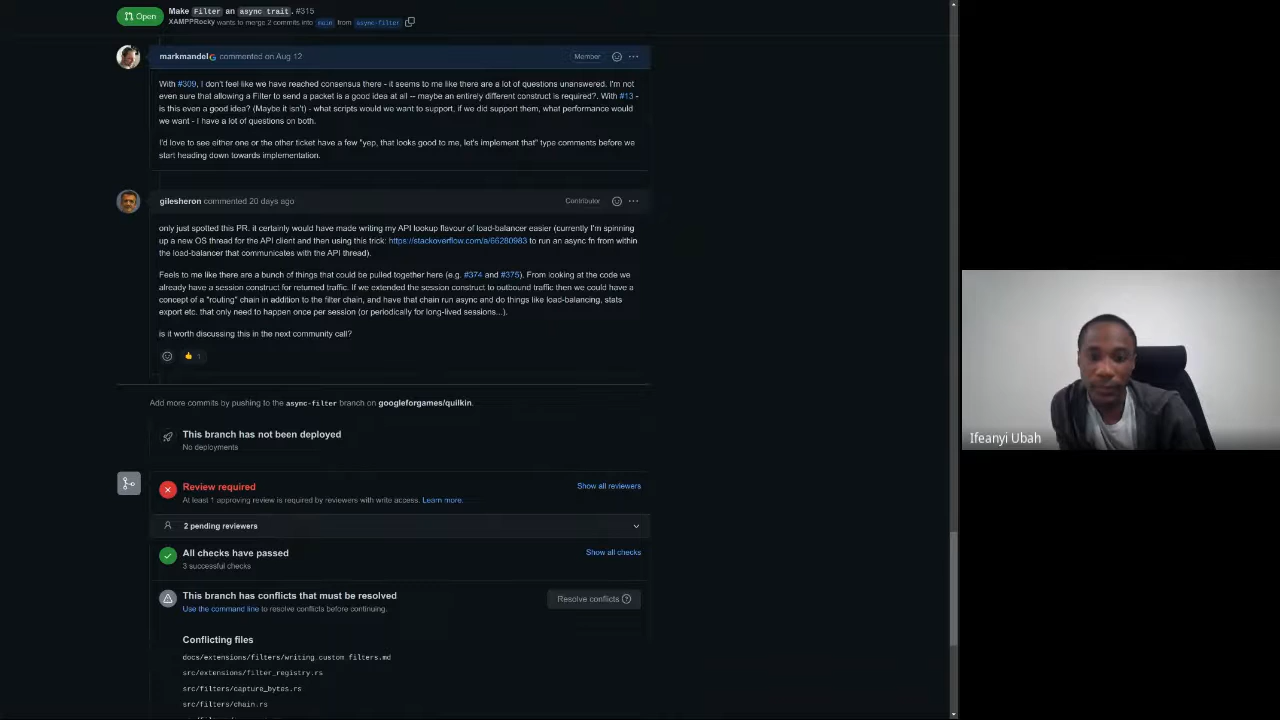 Open
Make Filter an async trait. #315
XAMPPRocky wants to merge 2 commits into main from async-filter
markmandel commented on Aug 12
Member
With #309, I don't feel like we have reached consensus there - it seems to me like there are a lot of questions unanswered. I'm not
even sure that allowing a Filter to send a packet is a good idea at all -- maybe an entirely different construct is required?. With #13 -
is this even a good idea? (Maybe it isn't) - what scripts would we want to support, if we did support them, what performance would
we want - I have a lot of questions on both.
I'd love to see either one or the other ticket have a few "yep, that looks good to me, let's implement that" type comments before we
start heading down towards implementation.
gilesheron commented 20 days ago
Contributor
only just spotted this PR. it certainly would have made writing my API lookup flavour of load-balancer easier (currently I'm spinning
up a new OS thread for the API client and then using this trick: https://stackoverflow.com/a/66280983 to run an async fn from within
the load-balancer that communicates with the API thread).
Feels to me like there are a bunch of things that could be pulled together here (e.g. #374 and #375). From looking at the code we
already have a session construct for returned traffic. If we extended the session construct to outbound traffic then we could have a
concept of a "routing" chain in addition to the filter chain, and have that chain run async and do things like load-balancing, stats
export etc. that only need to happen once per session (or periodically for long-lived sessions...).
is it worth discussing this in the next community call?
1
Add more commits by pushing to the async-filter branch on googleforgames/quilkin.
This branch has not been deployed
No deployments
Review required
Show all reviewers
At least 1 approving review is required by reviewers with write access. Learn more.
2 pending reviewers
All checks have passed
Show all checks
3 successful checks
This branch has conflicts that must be resolved
Use the command line to resolve conflicts before continuing.
Resolve conflicts
Conflicting files
docs/extensions/filters/writing_custom_filters.md
src/extensions/filter_registry.rs
src/filters/capture_bytes.rs
src/filters/chain.rs
Ifeanyi Ubah